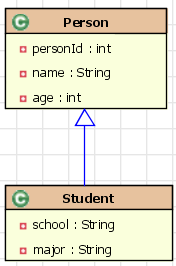 C Person
personId : int
name : String
age : int
C Student
school : String
major : String